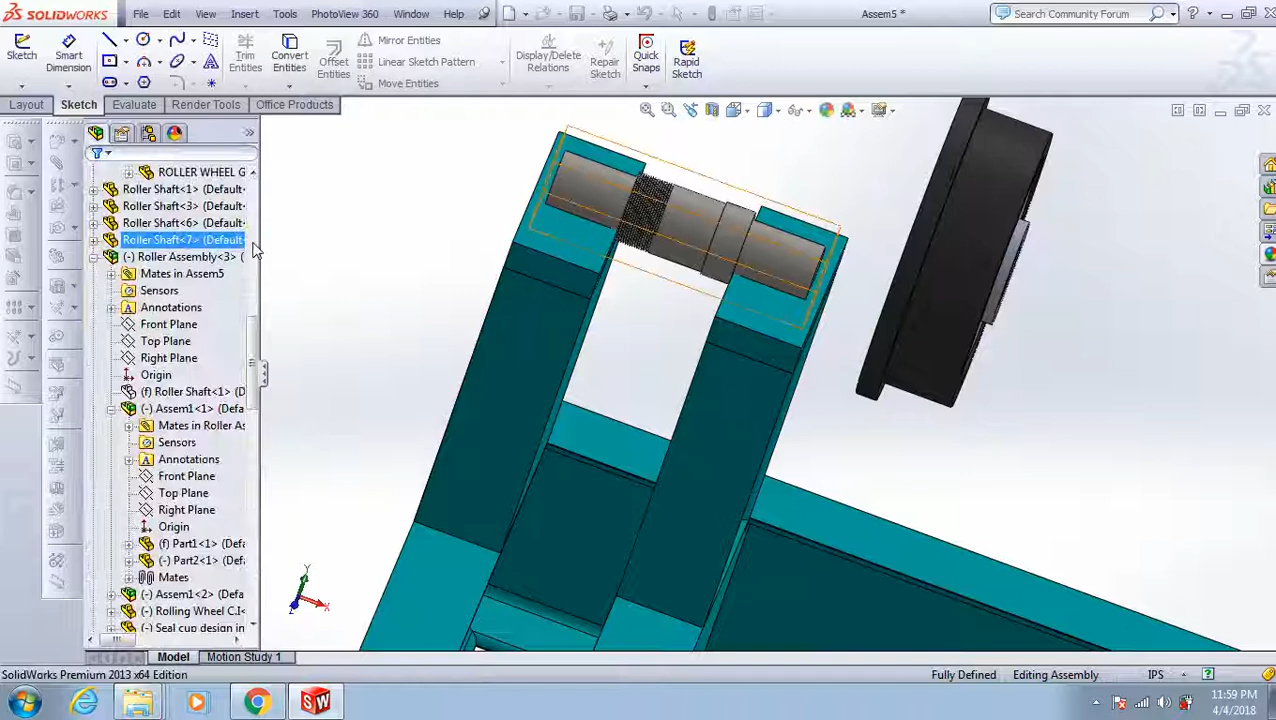 SOLIDWORKS File Edit View Insert Tools PhotoView 360 Window Help Assem5 * Search Community Forum
Sketch Smart Dimension Trim Entities Convert Entities Offset Entities Mirror Entities Linear Sketch Pattern Move Entities Display/Delete Relations Repair Sketch Quick Snaps Rapid Sketch
Layout Sketch Evaluate Render Tools Office Products
ROLLER WHEEL G
Roller Shaft<1> (Default
Roller Shaft<3> (Default
Roller Shaft<6> (Default
Roller Shaft<7> (Default
(-) Roller Assembly<3> (
Mates in Assem5
Sensors
Annotations
Front Plane
Top Plane
Right Plane
Origin
(f) Roller Shaft<1> (D
(-) Assem1<1> (Defa
Mates in Roller As
Sensors
Annotations
Front Plane
Top Plane
Right Plane
Origin
(f) Part1<1> (Defa
(-) Part2<1> (Defa
Mates
(-) Assem1<2> (Defa
(-) Rolling Wheel C.I<
(-) Seal cup design in
Y
X
Z
Model Motion Study 1
SolidWorks Premium 2013 x64 Edition Fully Defined Editing Assembly IPS
SW
11:59 PM
4/4/2018